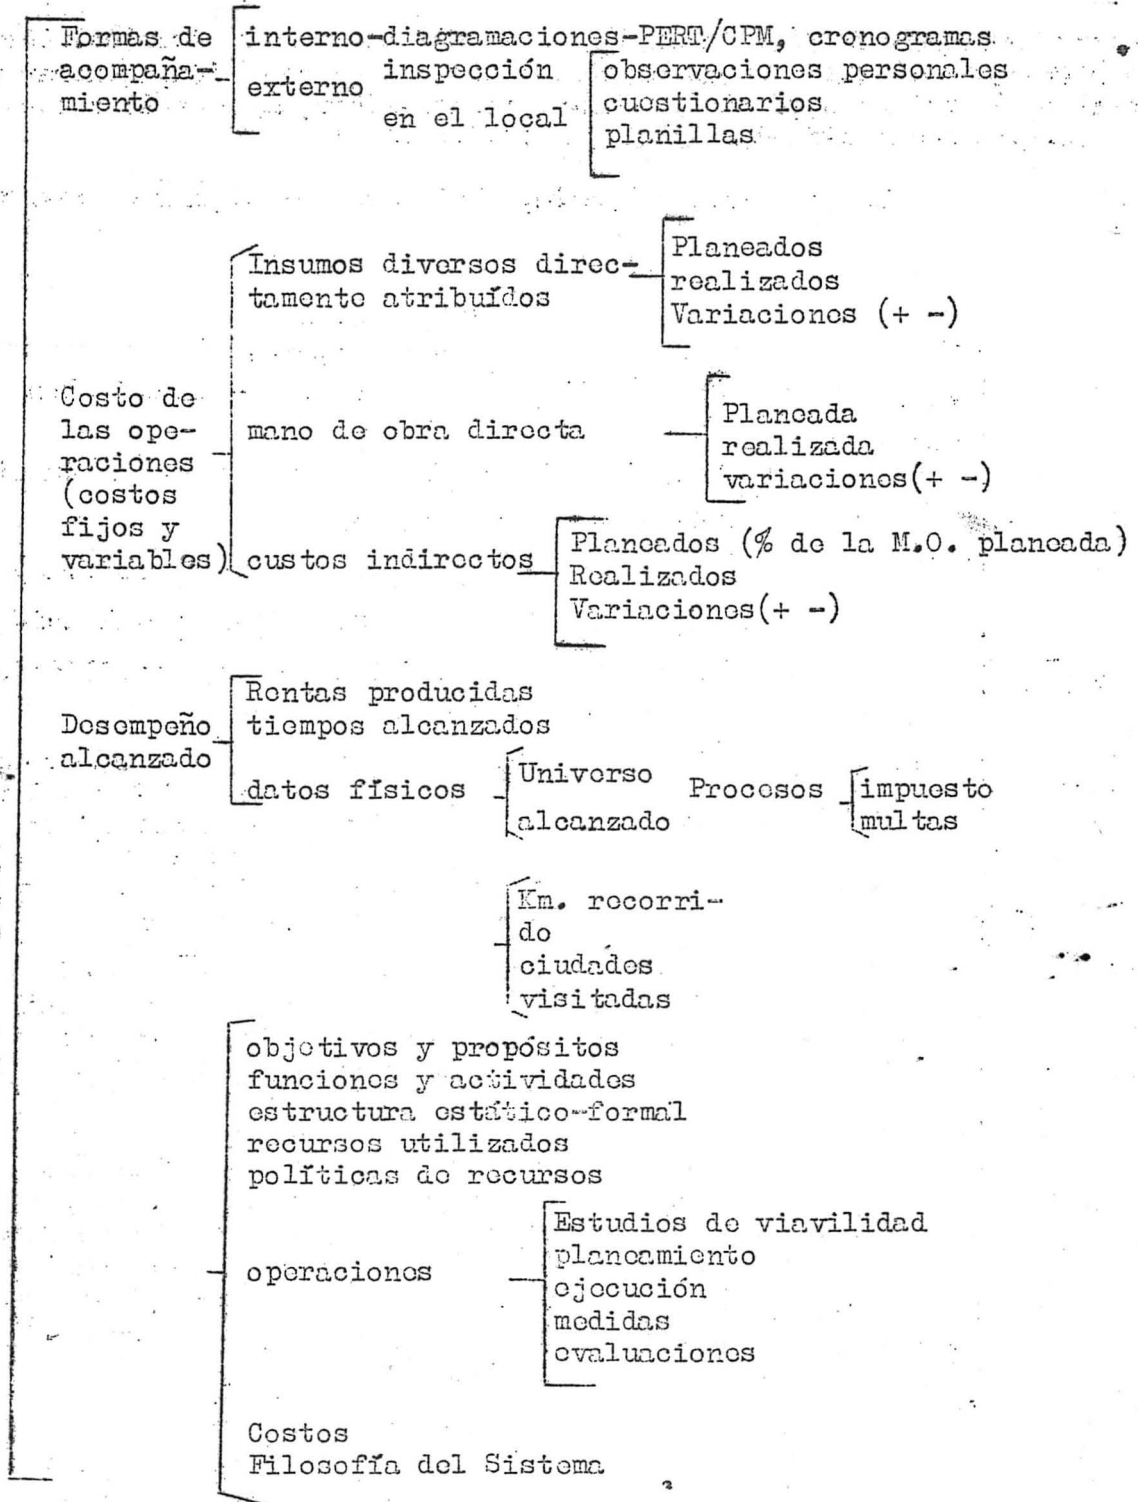 Formas de
acompaña-
miento
interno-diagramaciones-PERT/CPM, cronogramas
externo
inspección
en el local
observaciones personales
cuestionarios
planillas
Costo de
las ope-
raciones
(costos
fijos y
variables)
Insumos diversos direc-
tamente atribuídos
Planeados
realizados
Variaciones (+ -)
mano de obra directa
Planeada
realizada
variaciones(+ -)
custos indirectos
Planeados (% de la M.O. planeada)
Realizados
Variaciones(+ -)
Desempeño
alcanzado
Rentas producidas
tiempos alcanzados
datos físicos
Universo
alcanzado
Procesos
impuesto
multas
Km. recorri-
do
ciudades
visitadas
objetivos y propósitos
funciones y actividades
estructura estático-formal
recursos utilizados
políticas de recursos
operaciones
Estudios de viavilidad
planeamiento
ejecución
medidas
evaluaciones
Costos
Filosofía del Sistema